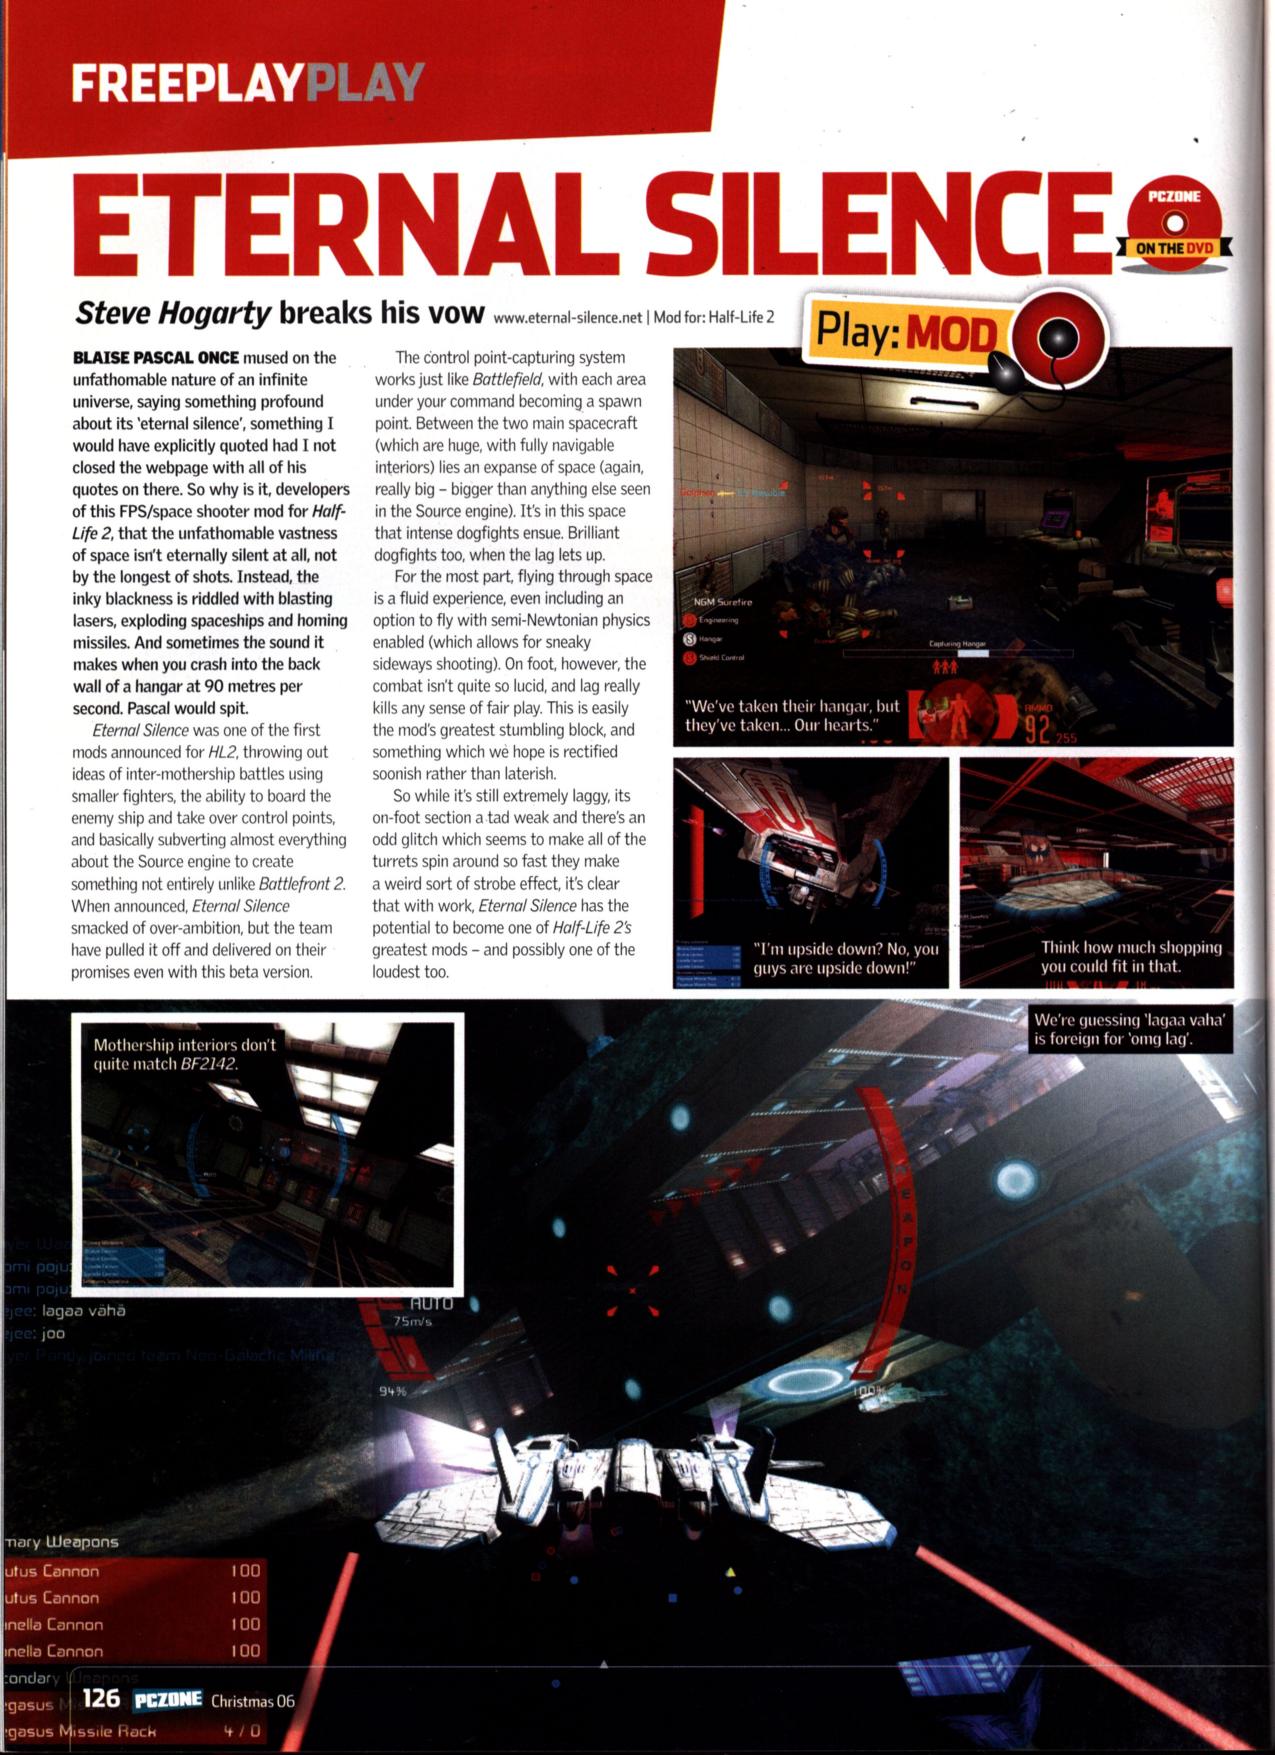 FREEPLAYPLAY
ETERNAL SILENCE
PCZONE
ON THE DVD
Steve Hogarty breaks his vow www.eternal-silence.net | Mod for: Half-Life 2
Play: MOD
BLAISE PASCAL ONCE mused on the
unfathomable nature of an infinite
universe, saying something profound
about its 'eternal silence', something I
would have explicitly quoted had I not
closed the webpage with all of his
quotes on there. So why is it, developers
of this FPS/space shooter mod for Half-
Life 2, that the unfathomable vastness
of space isn't eternally silent at all, not
by the longest of shots. Instead, the
inky blackness is riddled with blasting
lasers, exploding spaceships and homing
missiles. And sometimes the sound it
makes when you crash into the back
wall of a hangar at 90 metres per
second. Pascal would spit.
Eternal Silence was one of the first
mods announced for HL2, throwing out
ideas of inter-mothership battles using
smaller fighters, the ability to board the
enemy ship and take over control points,
and basically subverting almost everything
about the Source engine to create
something not entirely unlike Battlefront 2.
When announced, Eternal Silence
smacked of over-ambition, but the team
have pulled it off and delivered on their
promises even with this beta version.
The control point-capturing system
works just like Battlefield, with each area
under your command becoming a spawn
point. Between the two main spacecraft
(which are huge, with fully navigable
interiors) lies an expanse of space (again,
really big – bigger than anything else seen
in the Source engine). It's in this space
that intense dogfights ensue. Brilliant
dogfights too, when the lag lets up.
For the most part, flying through space
is a fluid experience, even including an
option to fly with semi-Newtonian physics
enabled (which allows for sneaky
sideways shooting). On foot, however, the
combat isn't quite so lucid, and lag really
kills any sense of fair play. This is easily
the mod's greatest stumbling block, and
something which we hope is rectified
soonish rather than laterish.
So while it's still extremely laggy, its
on-foot section a tad weak and there's an
odd glitch which seems to make all of the
turrets spin around so fast they make
a weird sort of strobe effect, it's clear
that with work, Eternal Silence has the
potential to become one of Half-Life 2's
greatest mods – and possibly one of the
loudest too.
NGM Surefire
Engineering
S Hangar
Shield Control
Capturing Hangar
AMMO
92 255
"We've taken their hangar, but
they've taken... Our hearts."
"I'm upside down? No, you
guys are upside down!"
Think how much shopping
you could fit in that.
We're guessing 'lagaa vaha'
is foreign for 'omg lag'.
Mothership interiors don't
quite match BF2142.
omi poju:
omi poju:
ejee: lagaa vähä
ejee: joo
yer Pandy joined team Neo-Galactic Militia
AUTO
75m/s
94%
WEAPON
100%
mary Weapons
utus Cannon 100
utus Cannon 100
nella Cannon 100
nella Cannon 100
condary Weapons
gasus
gasus Missile Rack 4 / 0
126 PCZONE Christmas 06